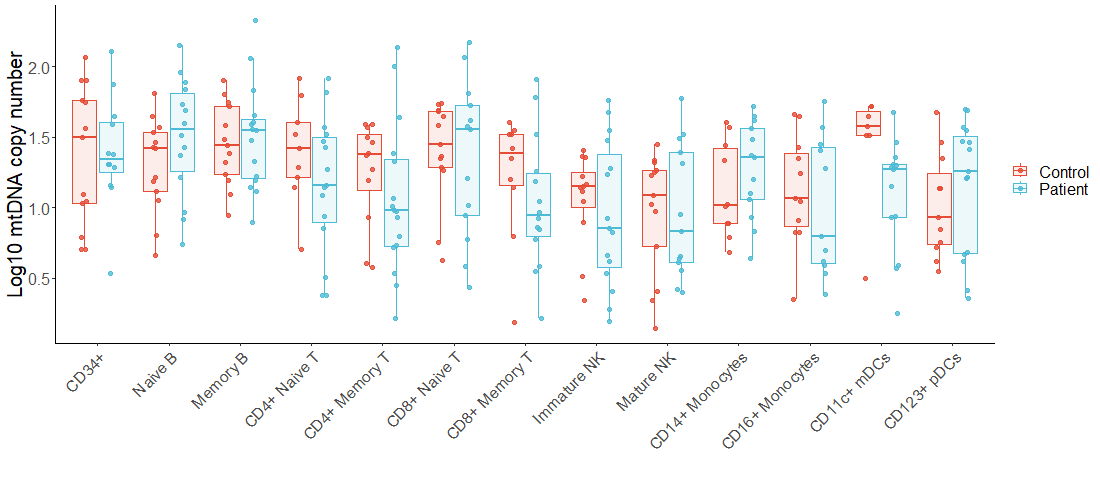 Log10 mtDNA copy number
2.0
1.5
1.0
0.5
CD34+
Naive B
Memory B
CD4+ Naive T
CD4+ Memory T
CD8+ Naive T
CD8+ Memory T
Immature NK
Mature NK
CD14+ Monocytes
CD16+ Monocytes
CD11c+ mDCs
CD123+ pDCs
Control
Patient